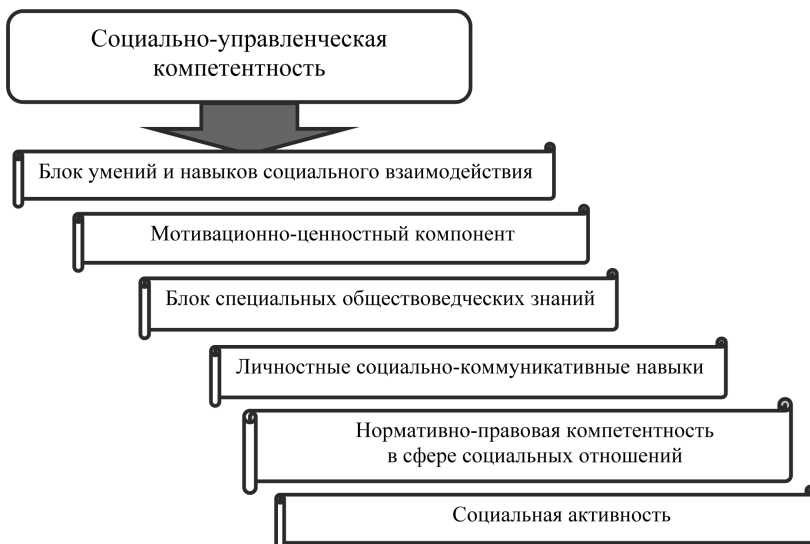 Социально-управленческая
компетентность
Блок умений и навыков социального взаимодействия
Мотивационно-ценностный компонент
Блок специальных обществоведческих знаний
Личностные социально-коммуникативные навыки
Нормативно-правовая компетентность
в сфере социальных отношений
Социальная активность